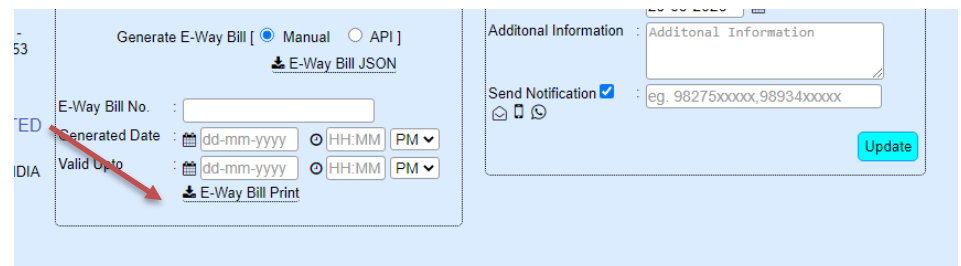 -
53
TED
NDIA
Generate E-Way Bill [ Manual API ]
E-Way Bill JSON
E-Way Bill No. :
Generated Date : dd-mm-yyyy HH:MM PM
Valid Upto : dd-mm-yyyy HH:MM PM
E-Way Bill Print
Additonal Information : Additonal Information
Send Notification : eg. 98275xxxxx,98934xxxxx
Update